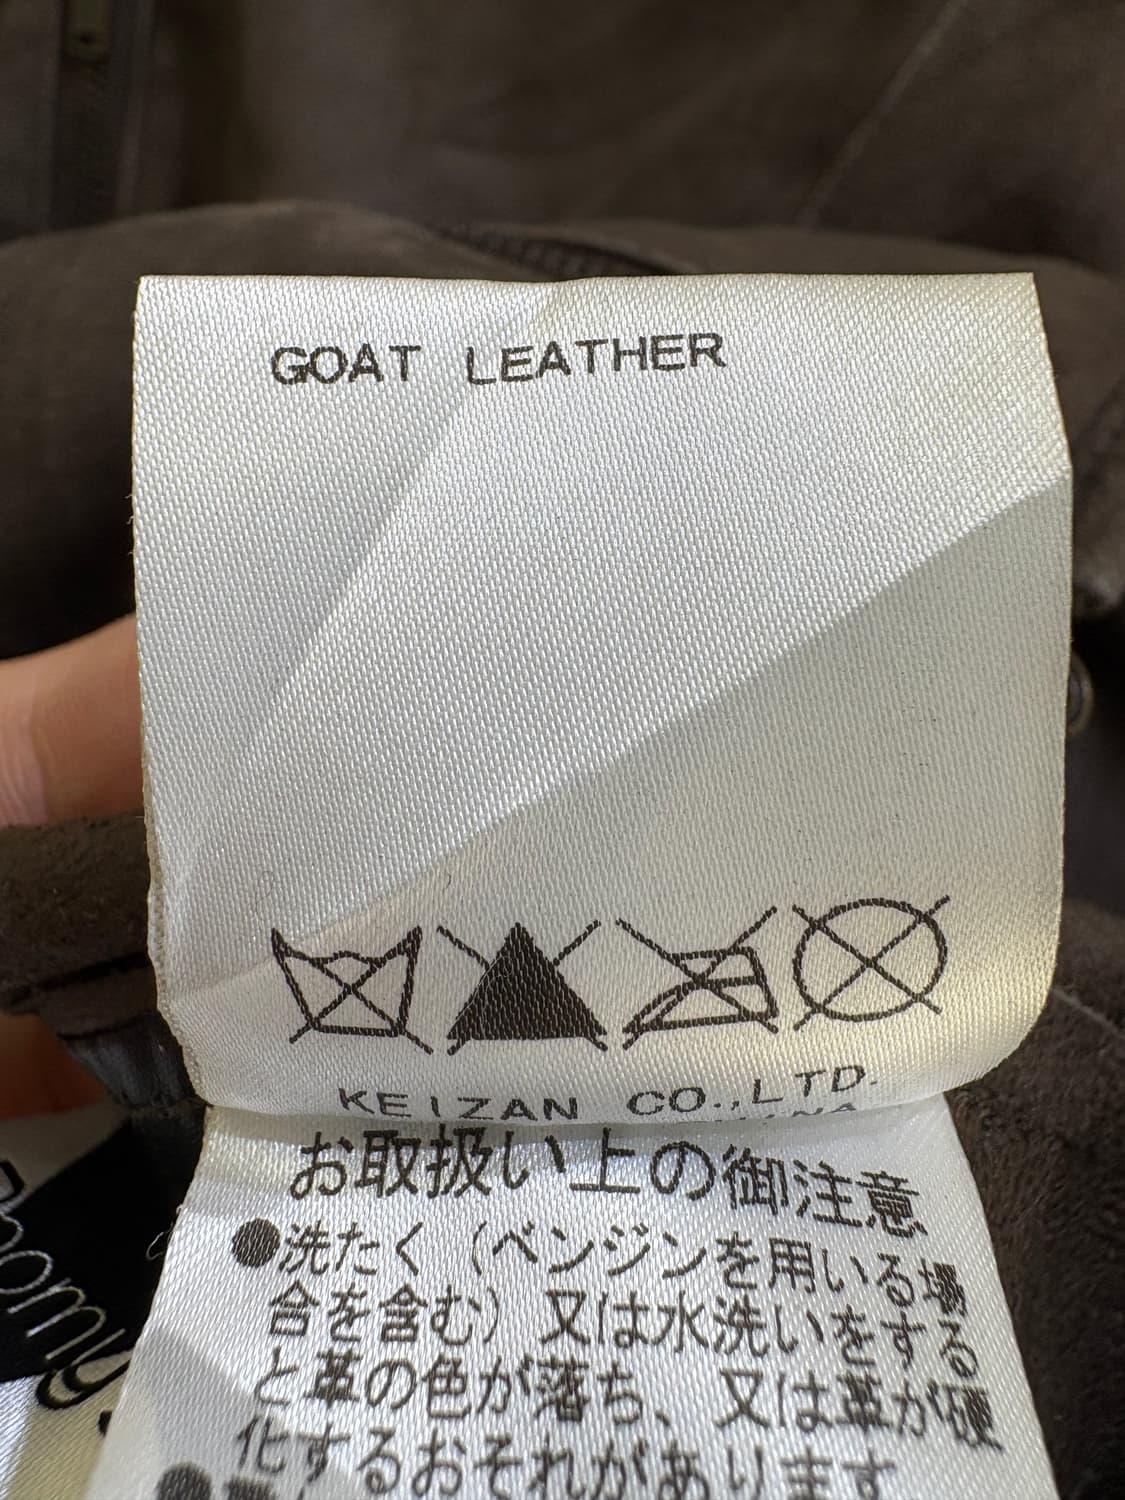 GOAT LEATHER
KEIZAN CO.,LTD.
お取扱い上の御注意
●洗たく (ベンジンを用いる場
合を含む) 又は水洗いをする
と革の色が落ち、又は革が硬
化するおそれがあります